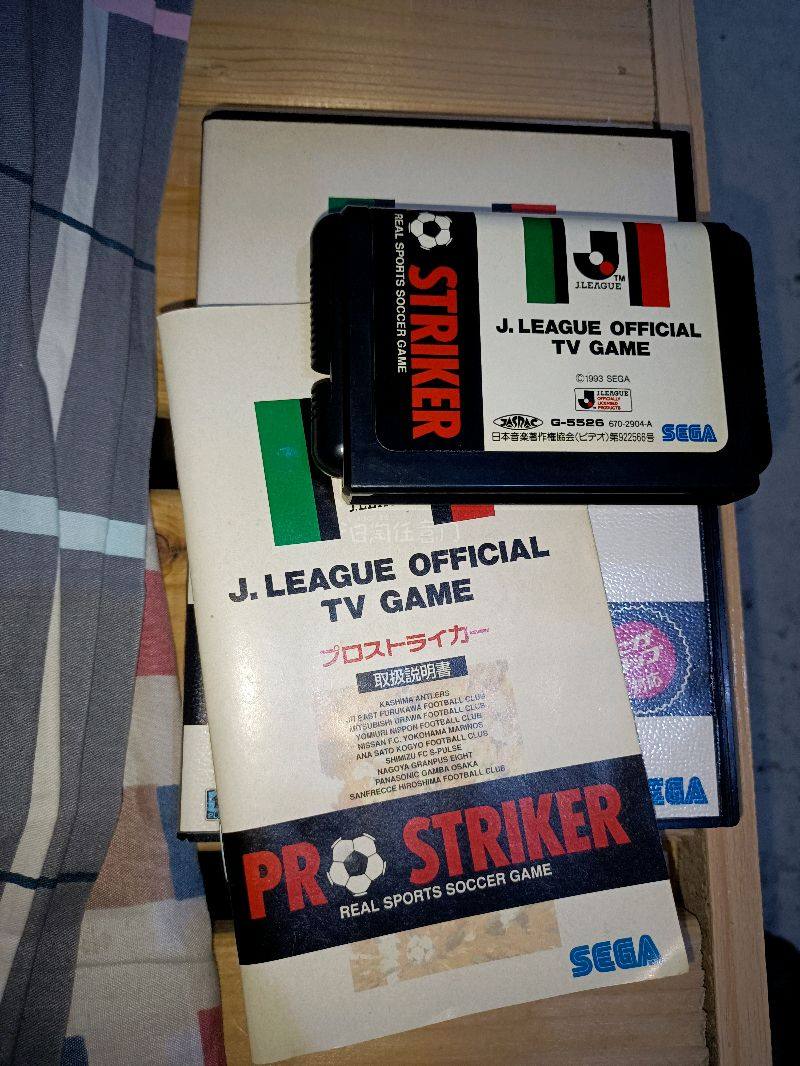 REAL SPORTS SOCCER GAME
STRIKER
J.LEAGUE
TM
J. LEAGUE OFFICIAL
TV GAME
©1993 SEGA
J.LEAGUE
OFFICIALLY
LICENSED
PRODUCTS
JASRAC
G-5526 670-2904-A
日本音楽著作権協会(ビデオ)第922566号
SEGA
J. LEAGUE OFFICIAL
TV GAME
プロストライカー
取扱説明書
KASHIMA ANTLERS
JR EAST FURUKAWA FOOTBALL CLUB
MITSUBISHI URAWA FOOTBALL CLUB
YOMIURI NIPPON FOOTBALL CLUB
NISSAN F.C. YOKOHAMA MARINOS
ANA SATO KOGYO FOOTBALL CLUB
SHIMIZU FC S-PULSE
NAGOYA GRANPUS EIGHT
PANASONIC GAMBA OSAKA
SANFRECCE HIROSHIMA FOOTBALL CLUB
PRO STRIKER
REAL SPORTS SOCCER GAME
SEGA
SEGA